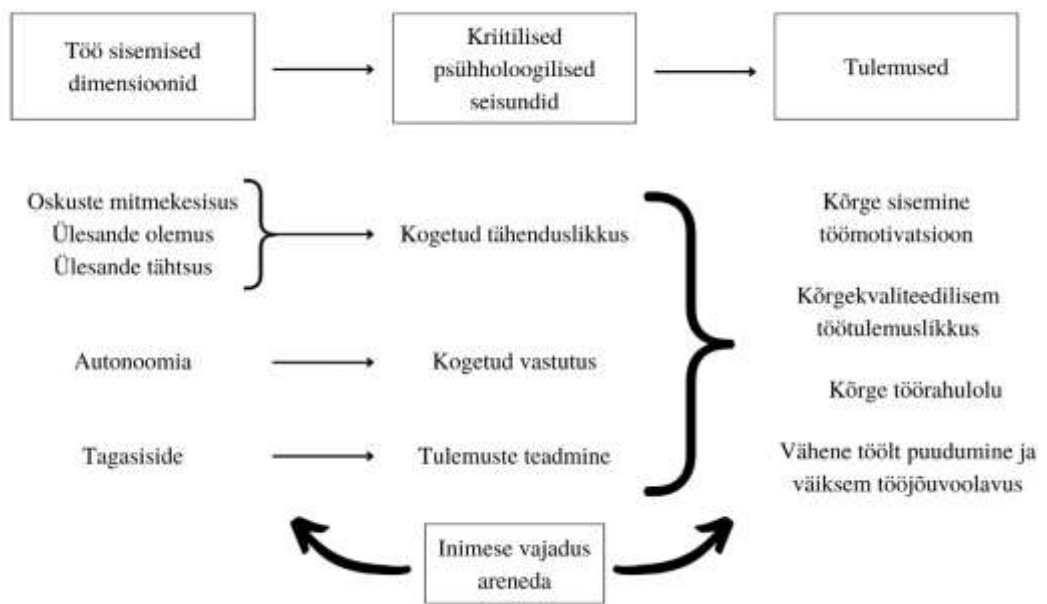 Töö sisemised
dimensioonid
Kriitilised
psühholoogilised
seisundid
Tulemused
Oskuste mitmekesisus
Ülesande olemus
Ülesande tähtsus
Kogetud tähenduslikkus
Kõrge sisemine
töömotivatsioon
Kõrgekvaliteedilisem
töötulemuslikkus
Autonoomia
Kogetud vastutus
Kõrge töörahulolu
Tagasiside
Tulemuste teadmine
Vähene töölt puudumine ja
väiksem tööjõuvoolavus
Inimese vajadus
areneda